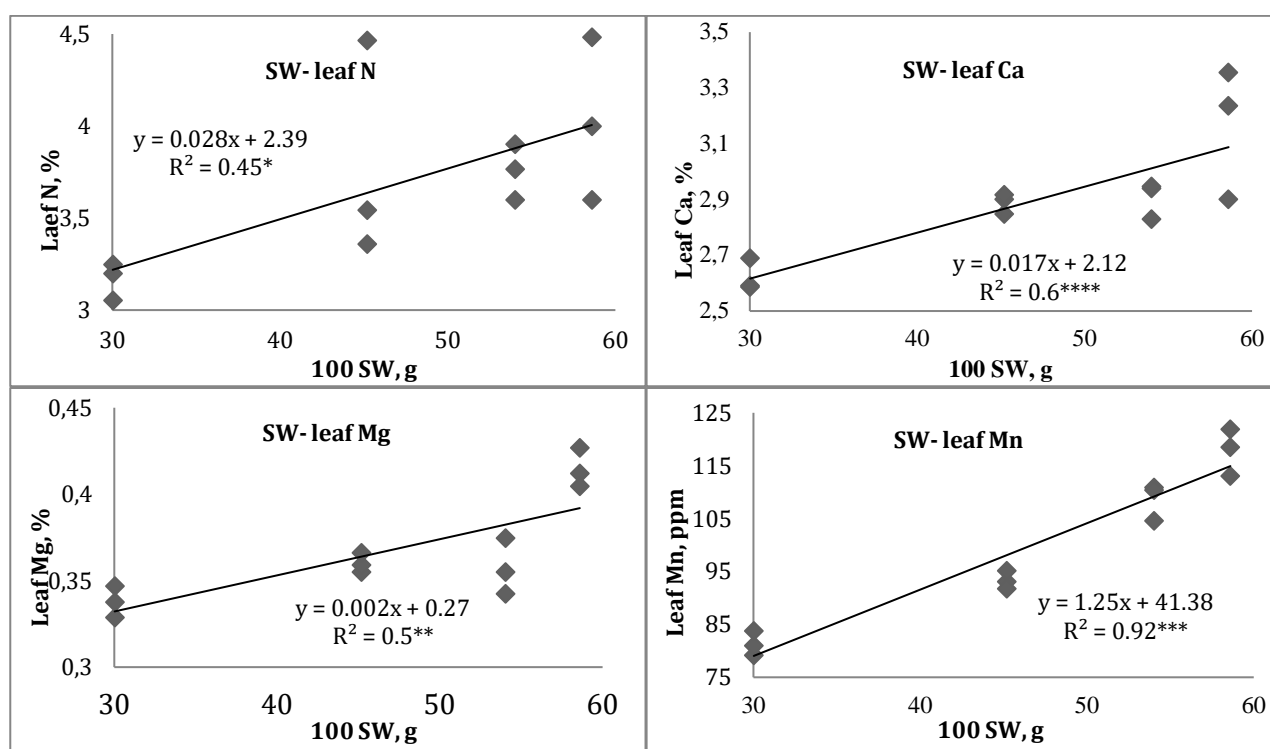 SW- leaf N
4,5
4
3,5
3
Laef N, %
y = 0.028x + 2.39
R² = 0.45*
30 40 50 60
100 SW, g
SW- leaf Ca
3,5
3,3
3,1
2,9
2,7
2,5
Leaf Ca, %
y = 0.017x + 2.12
R² = 0.6****
30 40 50 60
100 SW, g
SW- leaf Mg
0,45
0,4
0,35
0,3
Leaf Mg, %
y = 0.002x + 0.27
R² = 0.5**
30 40 50 60
100 SW, g
SW- leaf Mn
125
115
105
95
85
75
Leaf Mn, ppm
y = 1.25x + 41.38
R² = 0.92***
30 40 50 60
100 SW, g